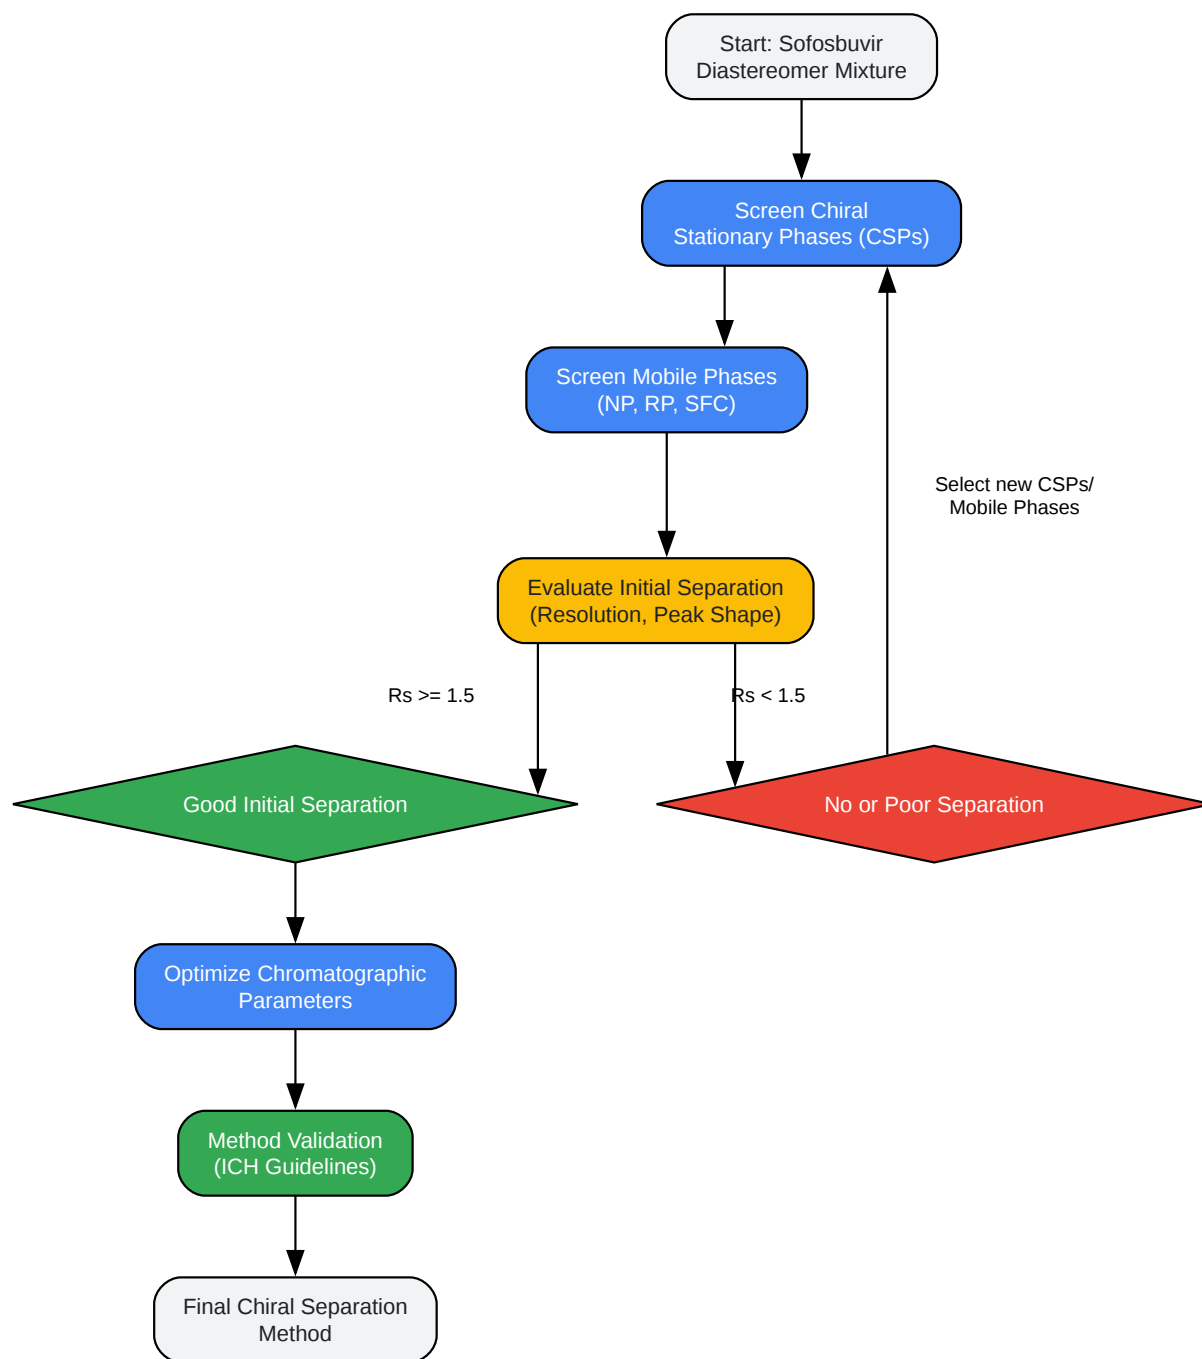 Start: Sofosbuvir
Diastereomer Mixture
Screen Chiral
Stationary Phases (CSPs)
Screen Mobile Phases
(NP, RP, SFC)
Select new CSPs/
Mobile Phases
Evaluate Initial Separation
(Resolution, Peak Shape)
Rs >= 1.5
Rs < 1.5
Good Initial Separation
No or Poor Separation
Optimize Chromatographic
Parameters
Method Validation
(ICH Guidelines)
Final Chiral Separation
Method